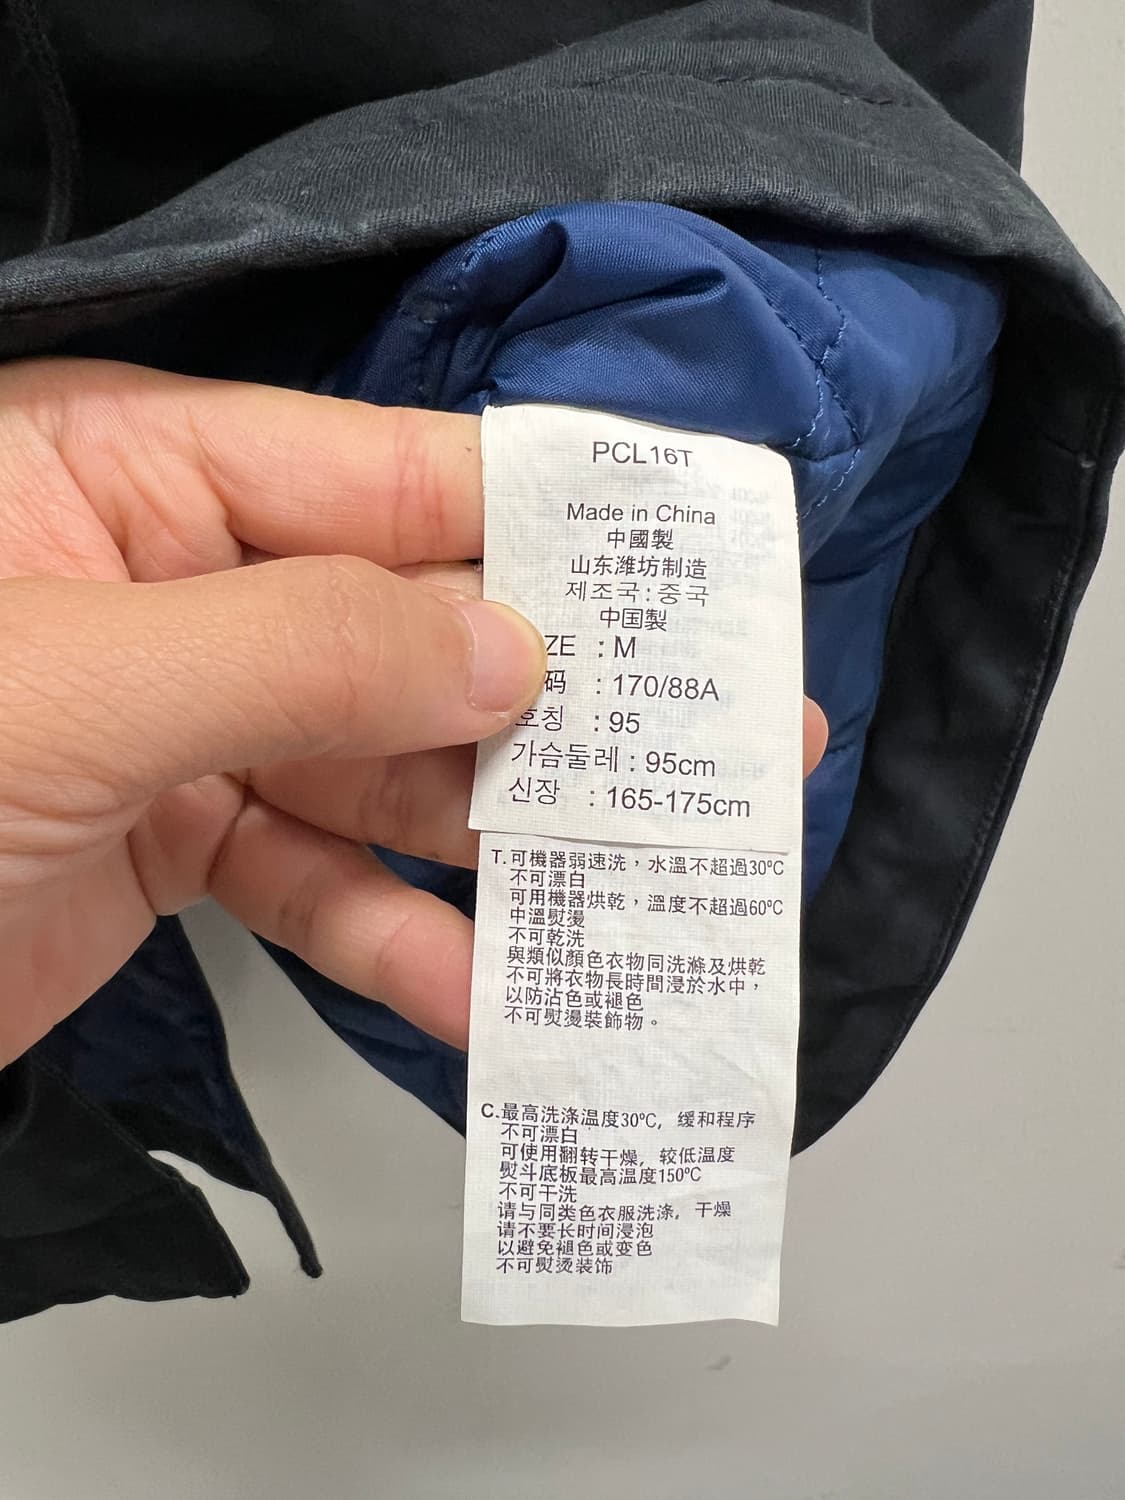 PCL16T
Made in China
中國製
山东潍坊制造
제조국:중국
中国製
ZE : M
码 : 170/88A
호칭 : 95
가슴둘레 : 95cm
신장 : 165-175cm
T.可機器弱速洗，水溫不超過30ºC
不可漂白
可用機器烘乾，溫度不超過60ºC
中溫熨燙
不可乾洗
與類似顏色衣物同洗滌及烘乾
不可將衣物長時間浸於水中，
以防沾色或褪色
不可熨燙裝飾物。
C.最高洗涤温度30ºC, 缓和程序
不可漂白
可使用翻转干燥, 较低温度
熨斗底板最高温度150ºC
不可干洗
请与同类色衣服洗涤, 干燥
请不要长时间浸泡
以避免褪色或变色
不可熨烫装饰